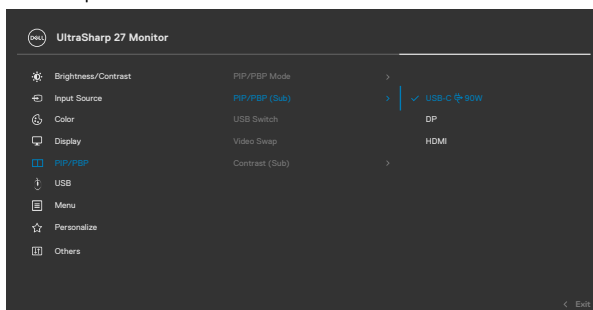 DELL
UltraSharp 27 Monitor
Brightness/Contrast
Input Source
Color
Display
PIP/PBP
USB
Menu
Personalize
Others
PIP/PBP Mode
PIP/PBP (Sub)
USB Switch
Video Swap
Contrast (Sub)
USB-C 90W
DP
HDMI
Exit